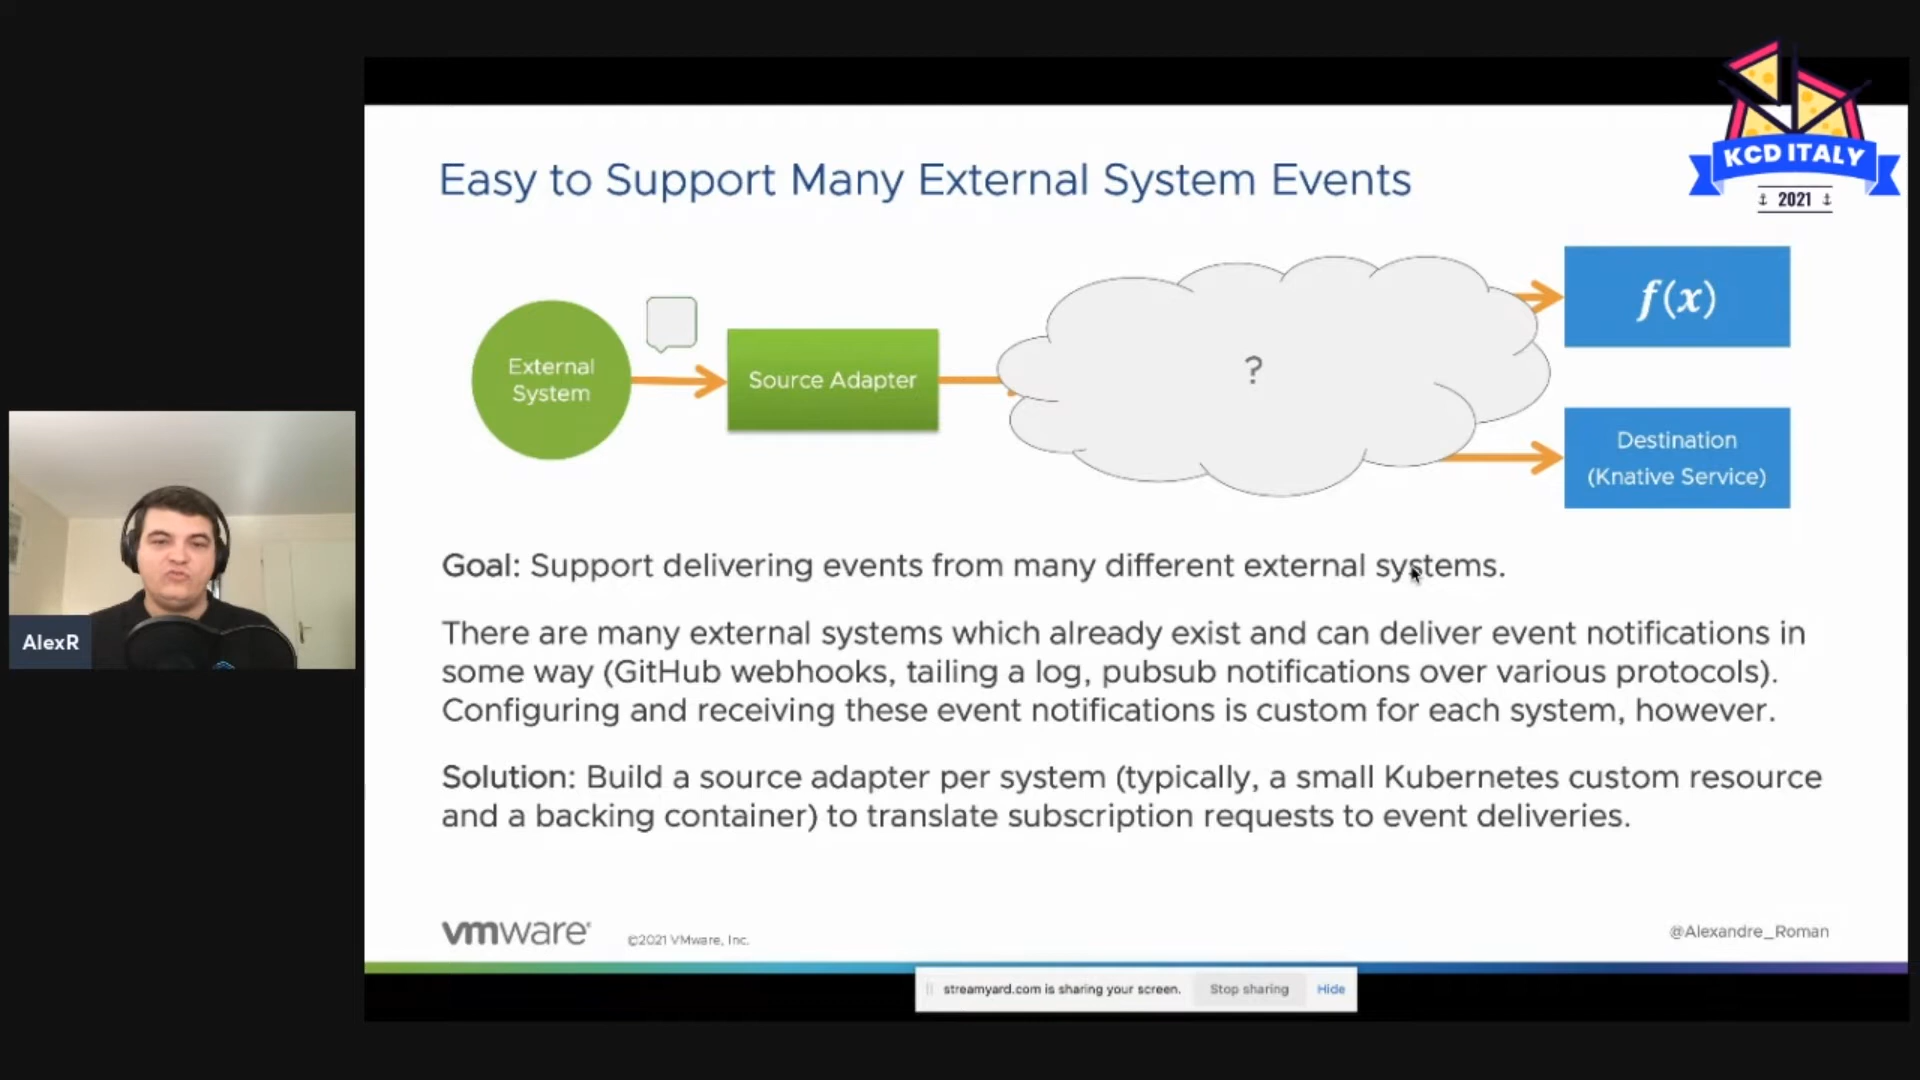 KCD ITALY
2021
Easy to Support Many External System Events
External
System
Source Adapter
?
f(x)
Destination
(Knative Service)
AlexR
Goal: Support delivering events from many different external systems.
There are many external systems which already exist and can deliver event notifications in
some way (GitHub webhooks, tailing a log, pubsub notifications over various protocols).
Configuring and receiving these event notifications is custom for each system, however.
Solution: Build a source adapter per system (typically, a small Kubernetes custom resource
and a backing container) to translate subscription requests to event deliveries.
vmware®
©2021 VMware, Inc.
@Alexandre_Roman
streamyard.com is sharing your screen.
Stop sharing
Hide